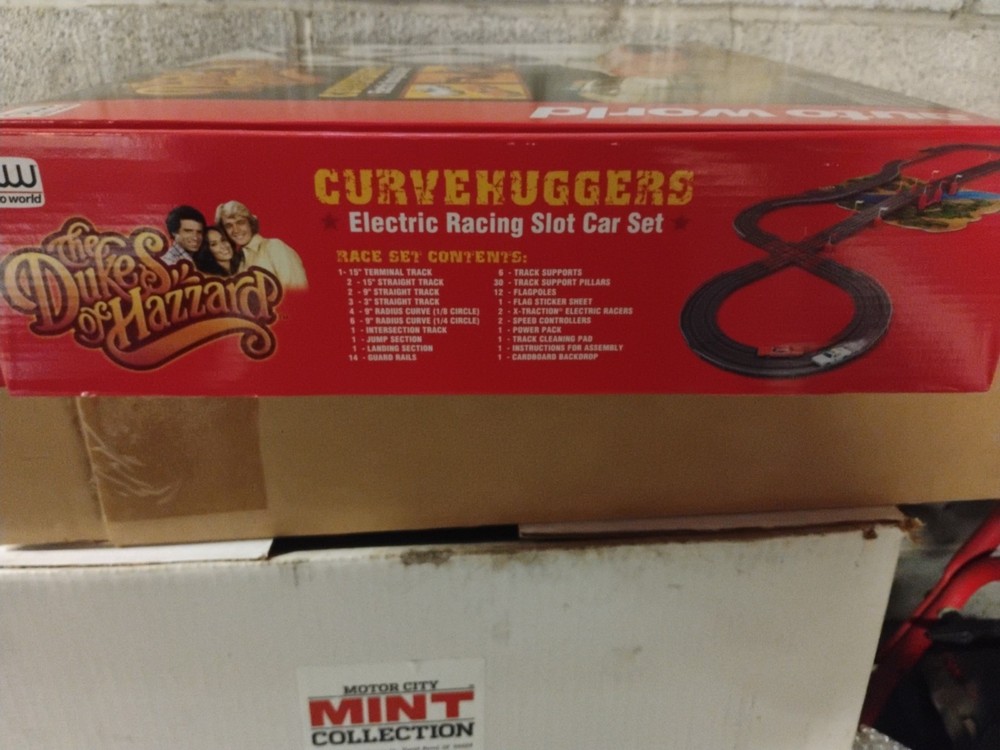 auto world
CURVEHUGGERS
Electric Racing Slot Car Set
the
DukeS
of Hazzard
RACE SET CONTENTS:
1- 15" TERMINAL TRACK
2 - 15" STRAIGHT TRACK
2 - 9" STRAIGHT TRACK
3 - 3" STRAIGHT TRACK
4 - 9" RADIUS CURVE (1/8 CIRCLE)
6 - 9" RADIUS CURVE (1/4 CIRCLE)
1 - INTERSECTION TRACK
1 - JUMP SECTION
1 - LANDING SECTION
14 - GUARD RAILS
6 - TRACK SUPPORTS
30 - TRACK SUPPORT PILLARS
12 - FLAGPOLES
1 - FLAG STICKER SHEET
2 - X-TRACTION® ELECTRIC RACERS
2 - SPEED CONTROLLERS
1 - POWER PACK
1 - TRACK CLEANING PAD
1 - INSTRUCTIONS FOR ASSEMBLY
1 - CARDBOARD BACKDROP
MOTOR CITY
MINT
COLLECTION